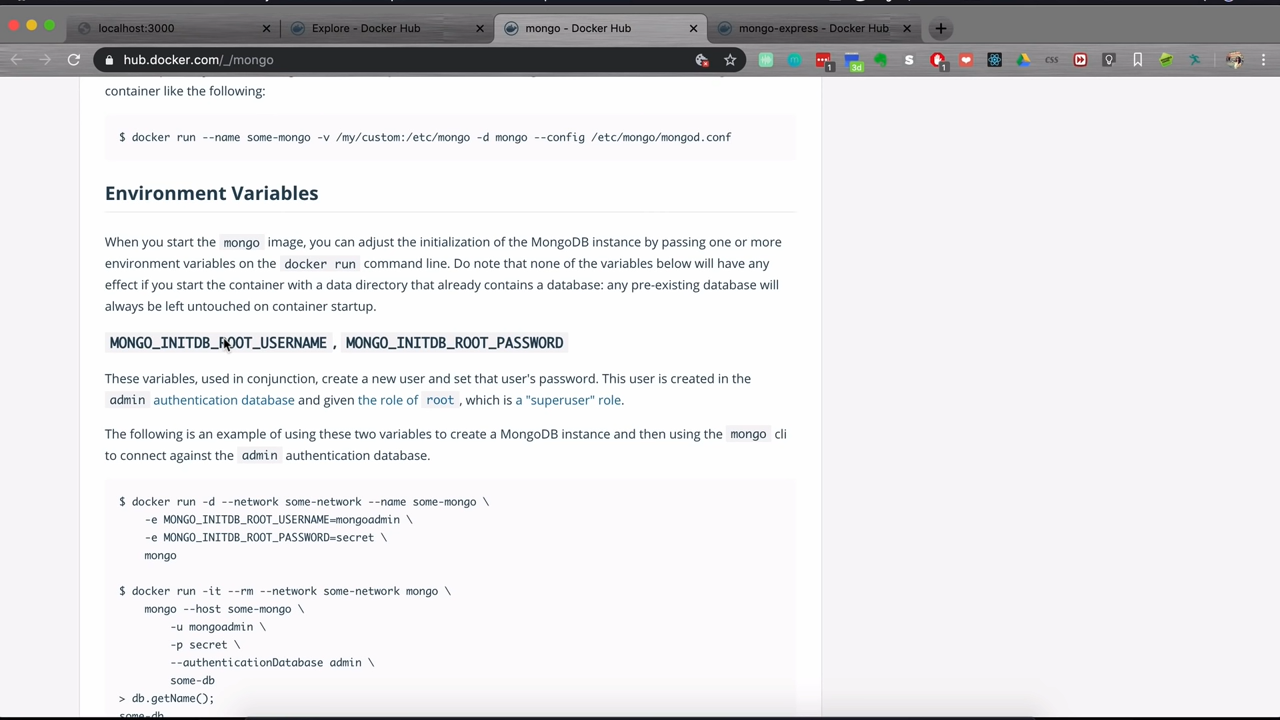 localhost:3000
Explore - Docker Hub
mongo - Docker Hub
mongo-express - Docker Hub
hub.docker.com/_/mongo
1
3d
S
1
CSS
container like the following:
$ docker run --name some-mongo -v /my/custom:/etc/mongo -d mongo --config /etc/mongo/mongod.conf
Environment Variables
When you start the mongo image, you can adjust the initialization of the MongoDB instance by passing one or more
environment variables on the docker run command line. Do note that none of the variables below will have any
effect if you start the container with a data directory that already contains a database: any pre-existing database will
always be left untouched on container startup.
MONGO_INITDB_ROOT_USERNAME , MONGO_INITDB_ROOT_PASSWORD
These variables, used in conjunction, create a new user and set that user's password. This user is created in the
admin authentication database and given the role of root , which is a "superuser" role.
The following is an example of using these two variables to create a MongoDB instance and then using the mongo cli
to connect against the admin authentication database.
$ docker run -d --network some-network --name some-mongo \
-e MONGO_INITDB_ROOT_USERNAME=mongoadmin \
-e MONGO_INITDB_ROOT_PASSWORD=secret \
mongo
$ docker run -it --rm --network some-network mongo \
mongo --host some-mongo \
-u mongoadmin \
-p secret \
--authenticationDatabase admin \
some-db
> db.getName();
some-db